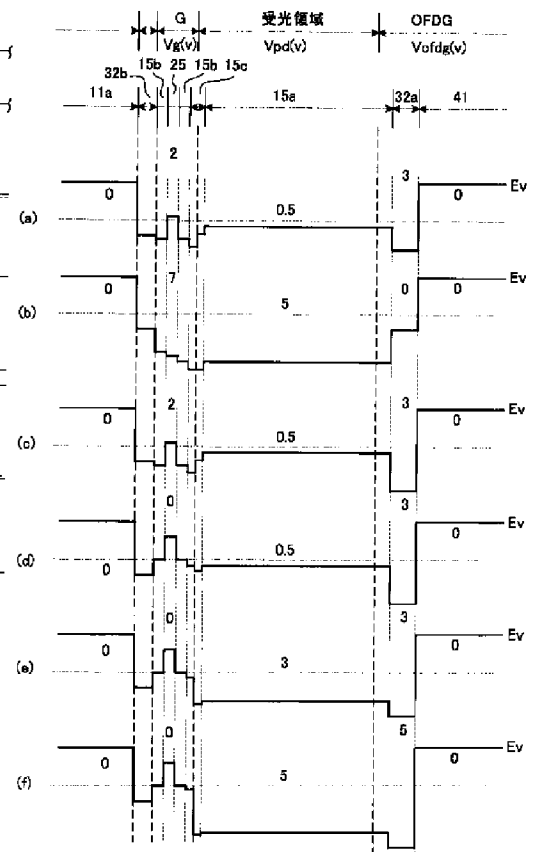 G 受光領域 OFDG
Vg(v) Vpd(v) Vofdg(v)
32b 15b 25 15b 15c
11a 15a 32a 41
2
(a) 0 0.5 3 0 Ev
7
(b) 0 5 0 0 Ev
2
(c) 0 0.5 3 0 Ev
0 3
(d) 0 0.5 0 Ev
0 3
(e) 0 3 0 Ev
0 5
(f) 0 5 0 Ev